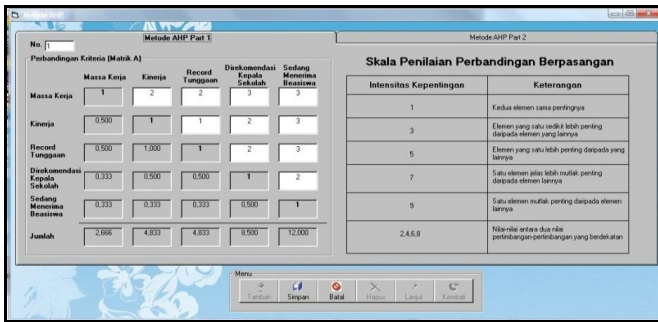 Metode AHP
Metode AHP Part 1
Metode AHP Part 2
No. 1
Perbandingan Kriteria (Matrik A)
Massa Kerja Kinerja Record Tunggaan Direkomendasi Kepala Sekolah Sedang Menerima Beasiswa
Massa Kerja 1 2 2 3 3
Kinerja 0,500 1 1 2 3
Record Tunggaan 0,500 1,000 1 2 3
Direkomendasi Kepala Sekolah 0,333 0,500 0,500 1 2
Sedang Menerima Beasiswa 0,333 0,333 0,333 0,500 1
Jumlah 2,666 4,833 4,833 8,500 12,000
Skala Penilaian Perbandingan Berpasangan
Intensitas Kepentingan Keterangan
1 Kedua elemen sama pentingnya
3 Elemen yang satu sedikit lebih penting
daripada elemen yang lainnya
5 Elemen yang satu lebih penting daripada yang
lainnya
7 Satu elemen jelas lebih mutlak penting
daripada elemen lainnya
9 Satu elemen mutlak penting daripada elemen
lainnya
2,4,6,8 Nilai-nilai antara dua nilai
pertimbangan-pertimbangan yang berdekatan
Menu
Tambah Simpan Batal Hapus Lanjut Kembali